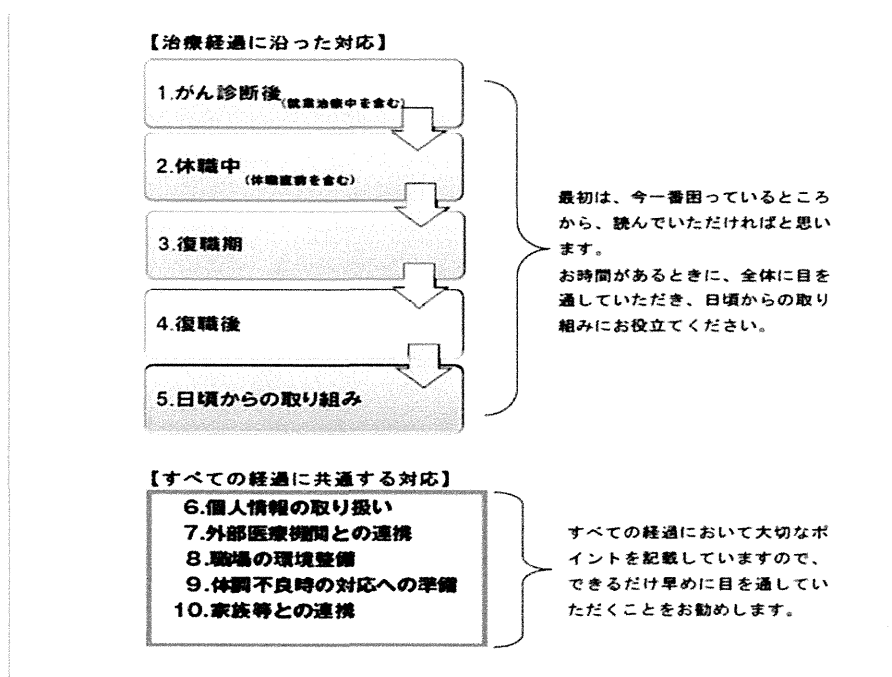 【治療経過に沿った対応】
1.がん診断後(就業治療中を含む)
2.休職中(休職直前を含む)
3.復職期
4.復職後
5.日頃からの取り組み
最初は、今一番困っているところ
から、読んでいただければと思い
ます。
お時間があるときに、全体に目を
通していただき、日頃からの取り
組みにお役立てください。
【すべての経過に共通する対応】
6.個人情報の取り扱い
7.外部医療機関との連携
8.職場の環境整備
9.体調不良時の対応への準備
10.家族等との連携
すべての経過において大切なポ
イントを記載していますので、
できるだけ早めに目を通してい
ただくことをお勧めします。